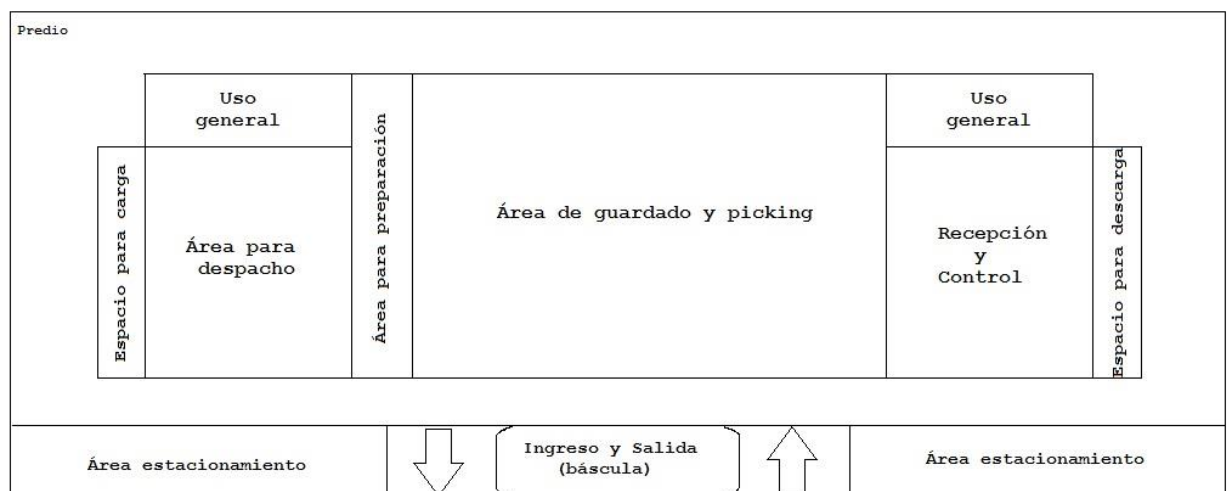 Predio
Uso
general
Espacio para carga
Área para
despacho
Área para preparación
Área de guardado y picking
Uso
general
Recepción
y
Control
Espacio para descarga
Área estacionamiento
Ingreso y Salida
(báscula)
Área estacionamiento